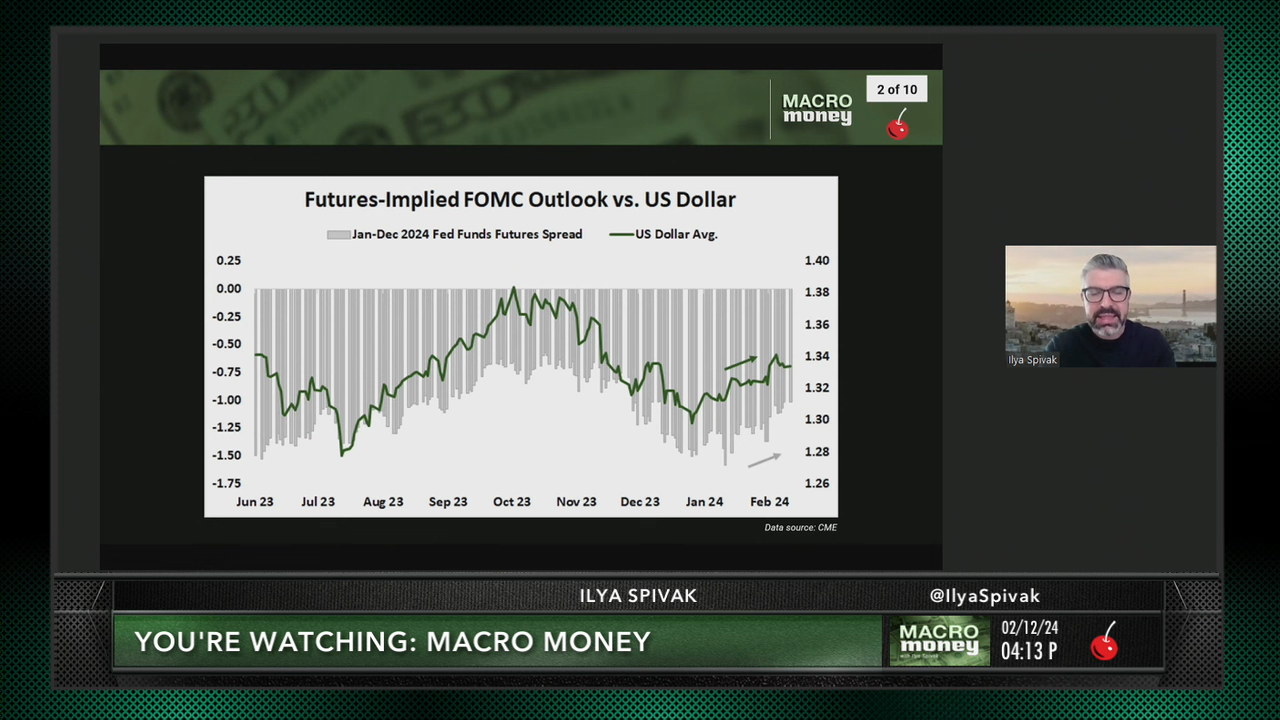 MACRO
money
2 of 10
Futures-Implied FOMC Outlook vs. US Dollar
Jan-Dec 2024 Fed Funds Futures Spread
US Dollar Avg.
0.25
0.00
-0.25
-0.50
-0.75
-1.00
-1.25
-1.50
-1.75
1.40
1.38
1.36
1.34
1.32
1.30
1.28
1.26
Jun 23 Jul 23 Aug 23 Sep 23 Oct 23 Nov 23 Dec 23 Jan 24 Feb 24
Data source: CME
Ilya Spivak
ILYA SPIVAK
@IlyaSpivak
YOU'RE WATCHING: MACRO MONEY
MACRO
money
with Ilya Spivak
02/12/24
04:13 P